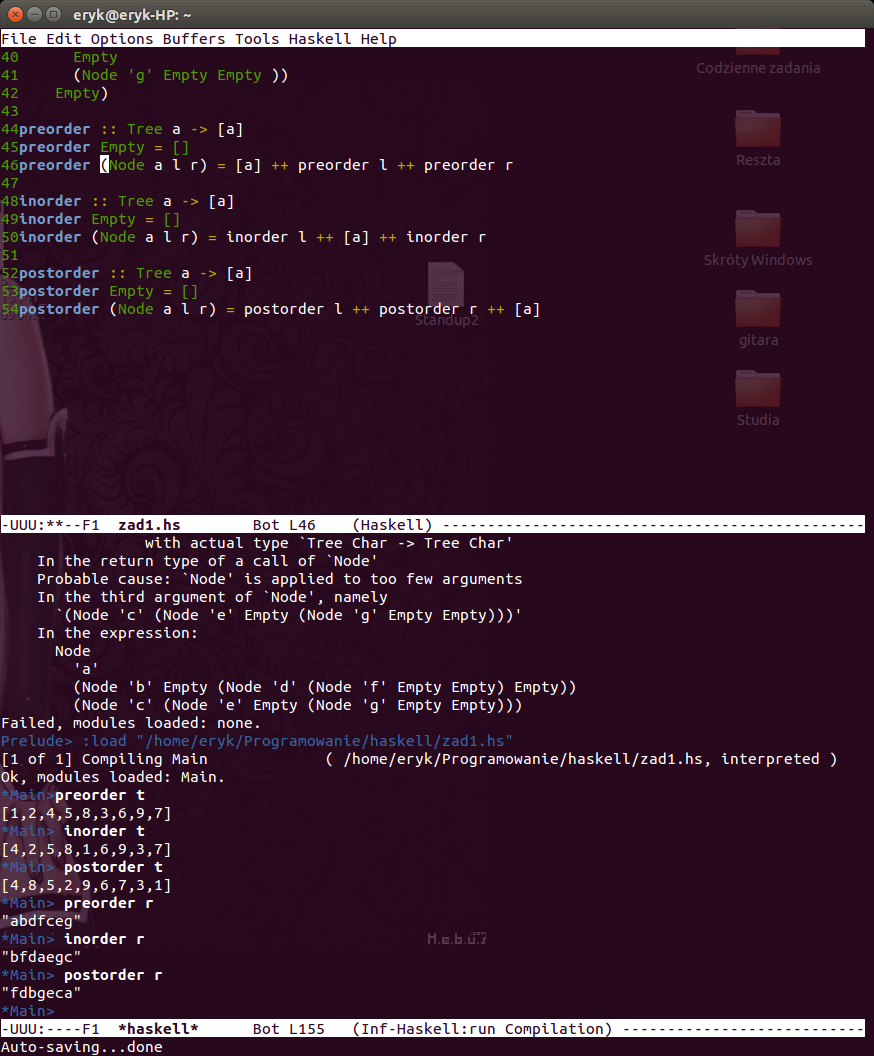 eryk@eryk-HP: ~
File Edit Options Buffers Tools Haskell Help
40      Empty
41      (Node 'g' Empty Empty ))
42    Empty)
43
44preorder :: Tree a -> [a]
45preorder Empty = []
46preorder (Node a l r) = [a] ++ preorder l ++ preorder r
47
48inorder :: Tree a -> [a]
49inorder Empty = []
50inorder (Node a l r) = inorder l ++ [a] ++ inorder r
51
52postorder :: Tree a -> [a]
53postorder Empty = []
54postorder (Node a l r) = postorder l ++ postorder r ++ [a]
Codzienne zadania
Reszta
Skróty Windows
Standup2
gitara
Studia
-UUU:**--F1  zad1.hs        Bot L46    (Haskell) -----------------------------------------------
                with actual type `Tree Char -> Tree Char'
    In the return type of a call of `Node'
    Probable cause: `Node' is applied to too few arguments
    In the third argument of `Node', namely
      `(Node 'c' (Node 'e' Empty (Node 'g' Empty Empty)))'
    In the expression:
      Node
        'a'
        (Node 'b' Empty (Node 'd' (Node 'f' Empty Empty) Empty))
        (Node 'c' (Node 'e' Empty (Node 'g' Empty Empty)))
Failed, modules loaded: none.
Prelude> :load "/home/eryk/Programowanie/haskell/zad1.hs"
[1 of 1] Compiling Main             ( /home/eryk/Programowanie/haskell/zad1.hs, interpreted )
Ok, modules loaded: Main.
*Main>preorder t
[1,2,4,5,8,3,6,9,7]
*Main> inorder t
[4,2,5,8,1,6,9,3,7]
*Main> postorder t
[4,8,5,2,9,6,7,3,1]
*Main> preorder r
"abdfceg"
*Main> inorder r
"bfdaegc"
*Main> postorder r
"fdbgeca"
*Main>
H.e.b.u.s .com
-UUU:----F1  *haskell*      Bot L155   (Inf-Haskell:run Compilation) ---------------------------
Auto-saving...done